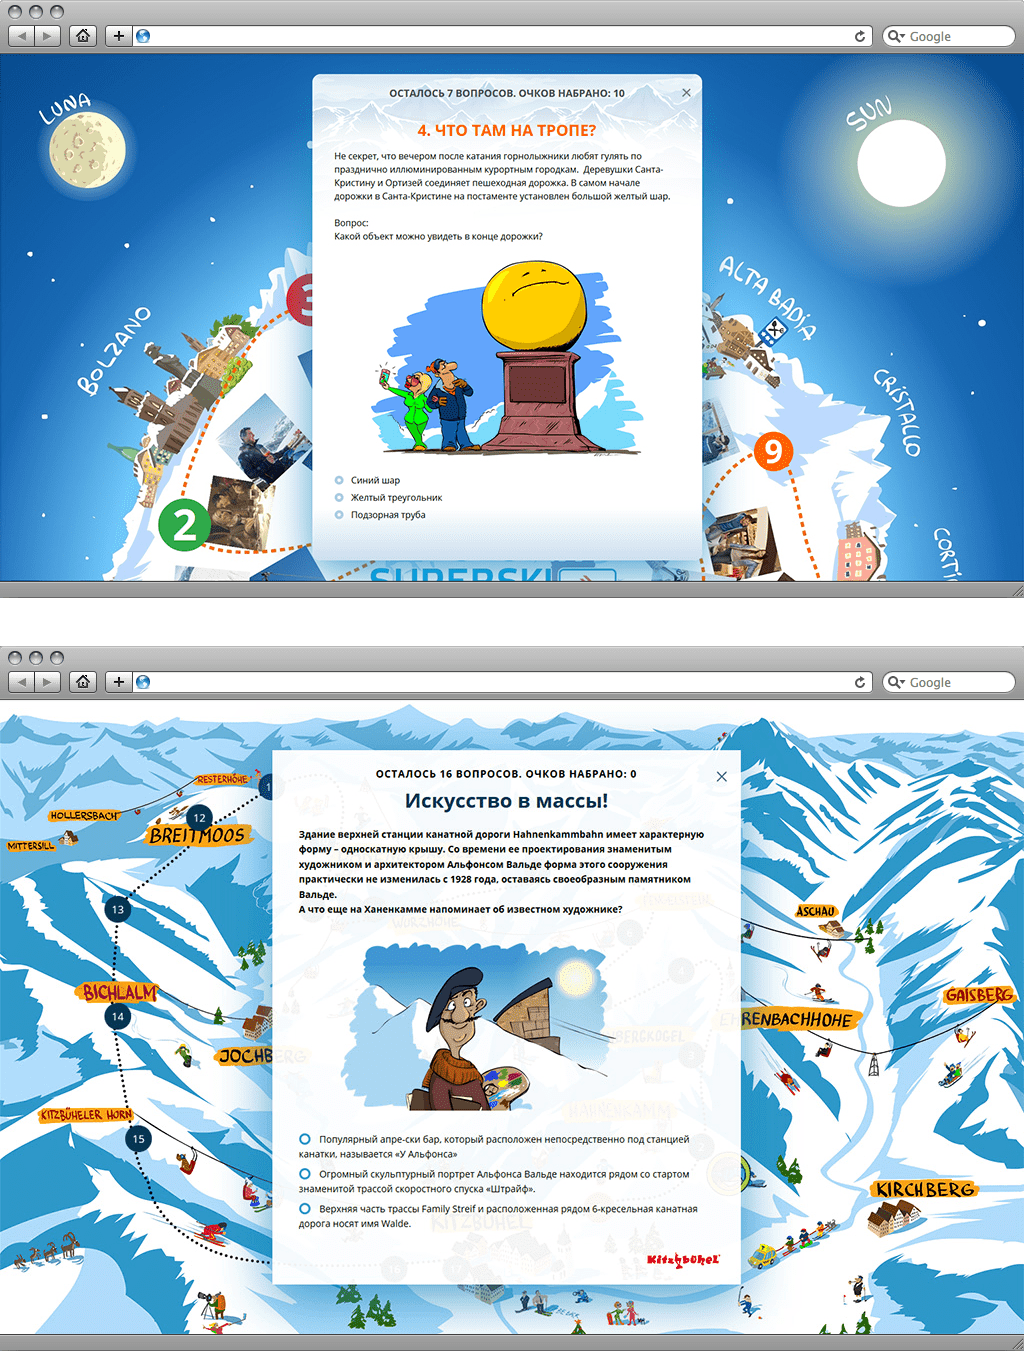 Google
LUNA
SUN
ОСТАЛОСЬ 7 ВОПРОСОВ. ОЧКОВ НАБРАНО: 10
4. ЧТО ТАМ НА ТРОПЕ?
Не секрет, что вечером после катания горнолыжники любят гулять по
празднично иллюминированным курортным городкам. Деревушки Санта-
Кристину и Ортизей соединяет пешеходная дорожка. В самом начале
дорожки в Санта-Кристине на постаменте установлен большой желтый шар.
Вопрос:
Какой объект можно увидеть в конце дорожки?
BOLZANO
ALTA BADIA
CRISTALLO
3
9
2
Синий шар
Желтый треугольник
Подзорная труба
CORTI
SUPERSKI
Google
ОСТАЛОСЬ 16 ВОПРОСОВ. ОЧКОВ НАБРАНО: 0
Искусство в массы!
Здание верхней станции канатной дороги Hahnenkammbahn имеет характерную
форму – односкатную крышу. Со времени ее проектирования знаменитым
художником и архитектором Альфонсом Вальде форма этого сооружения
практически не изменилась с 1928 года, оставаясь своеобразным памятником
Вальде.
А что еще на Ханенкамме напоминает об известном художнике?
RESTERHÖHE
1
HOLLERSBACH
12
BREITMOOS
MITTERSILL
13
BICHLALM
14
JOCHBERG
KITZBÜHELER HORN
15
ASCHAU
GAISBERG
EHRENBACHHÖHE
BERGKOGEL
HAHNENKAMM
KIRCHBERG
KITZBÜHEL
16
Популярный апре-ски бар, который расположен непосредственно под станцией
канатки, называется «У Альфонса»
Огромный скульптурный портрет Альфонса Вальде находится рядом со стартом
знаменитой трассой скоростного спуска «Штрайф».
Верхняя часть трассы Family Streif и расположенная рядом 6-кресельная канатная
дорога носят имя Walde.
Kitzbühel